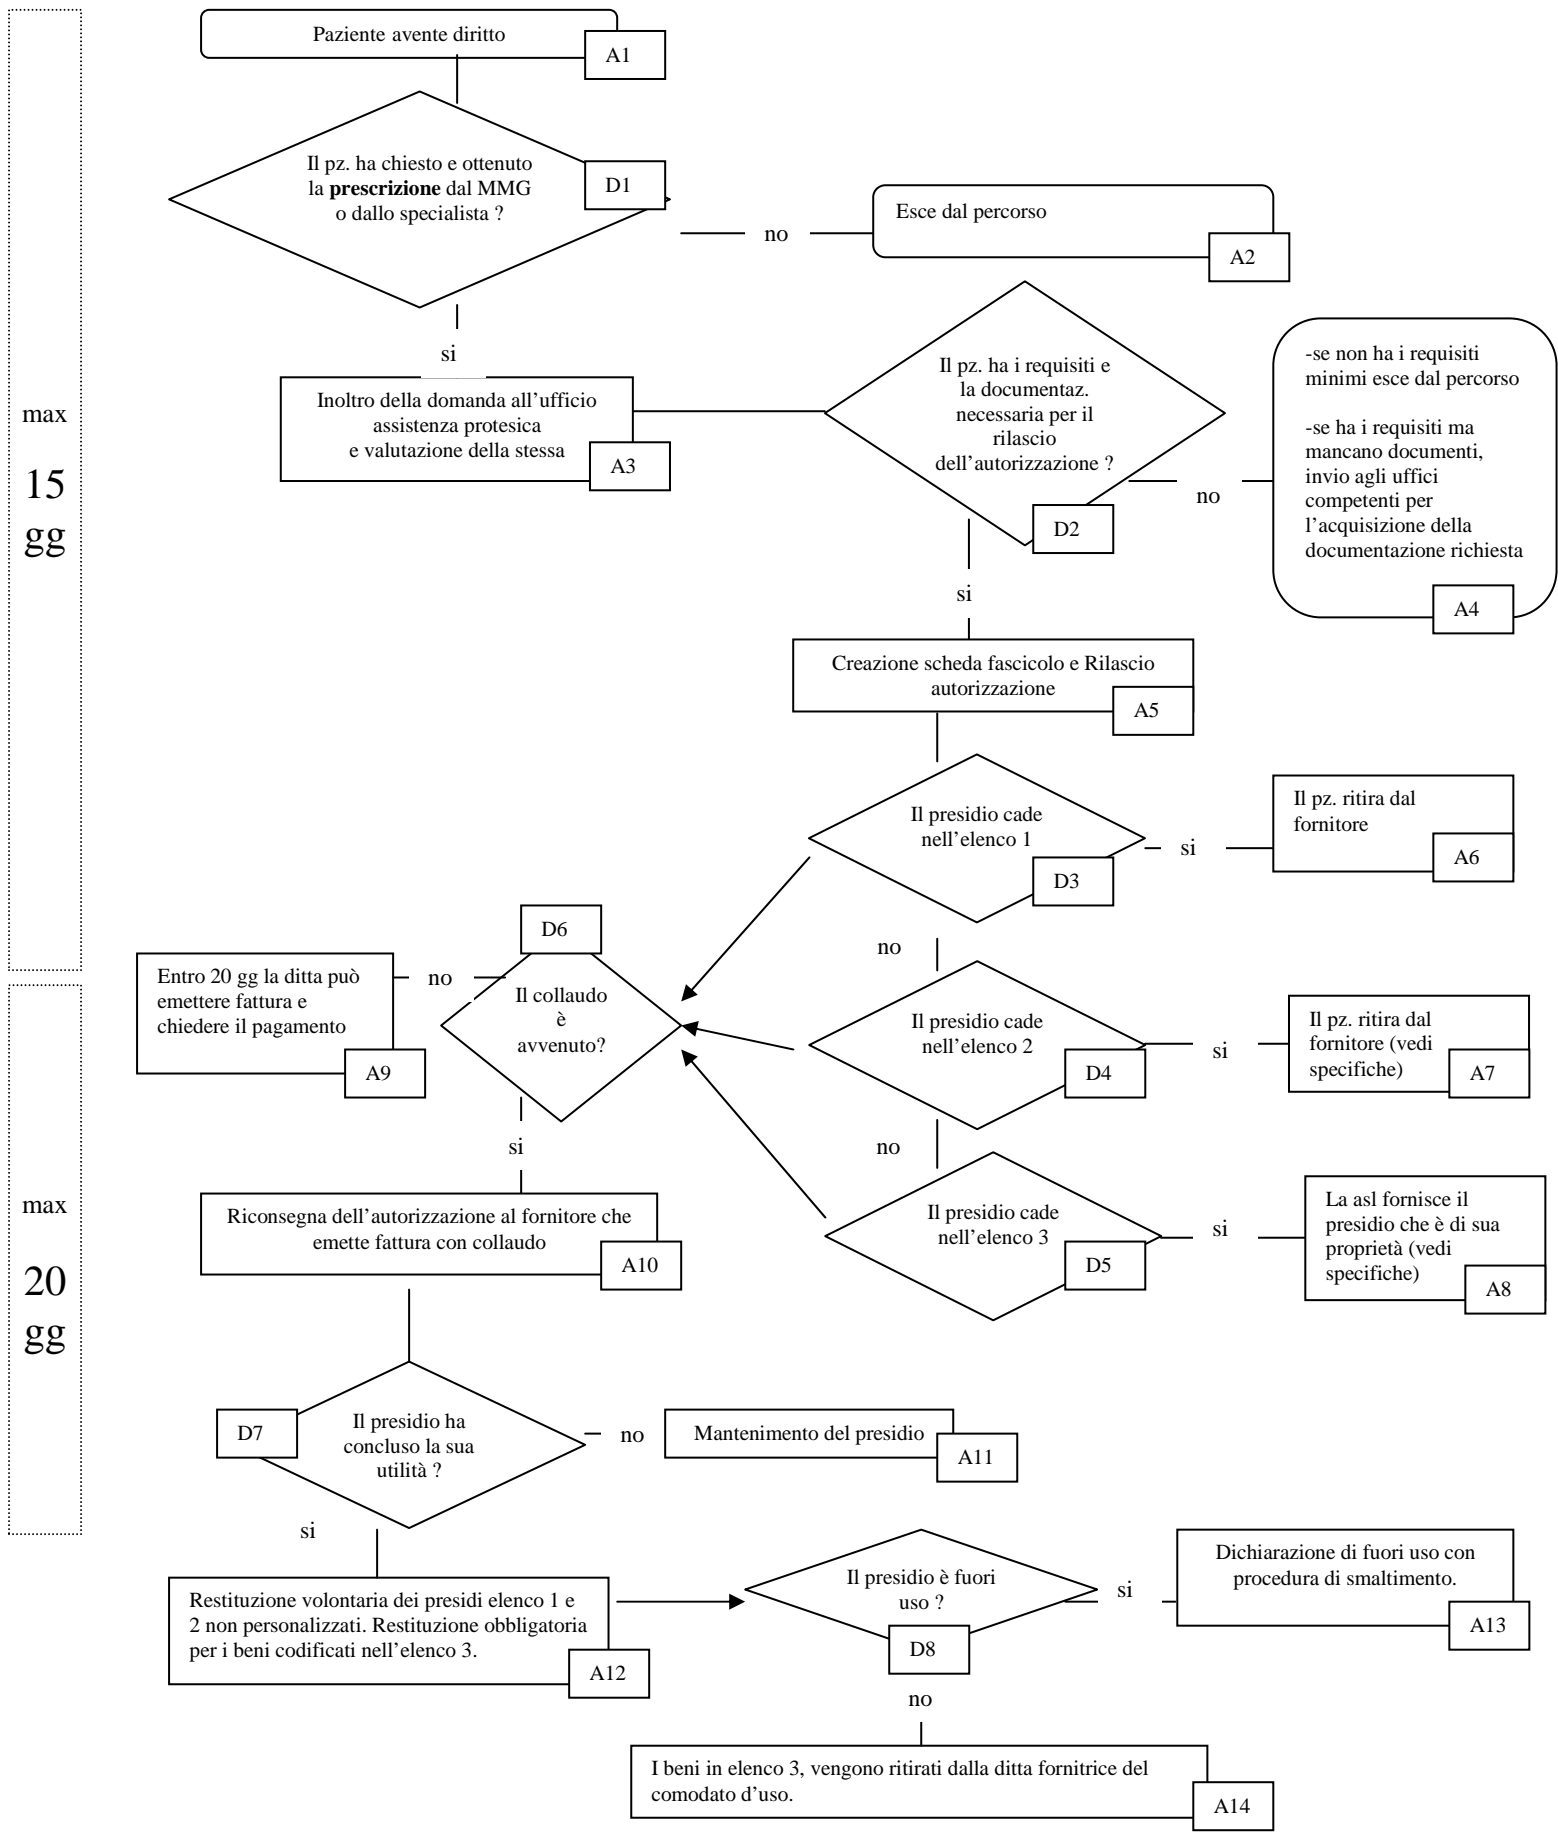 Paziente avente diritto
A1
Il pz. ha chiesto e ottenuto
la prescrizione dal MMG
o dallo specialista ?
D1
no
Esce dal percorso
A2
si
Inoltro della domanda all’ufficio
assistenza protesica
e valutazione della stessa
A3
Il pz. ha i requisiti e
la documentaz.
necessaria per il
rilascio
dell’autorizzazione ?
D2
no
-se non ha i requisiti
minimi esce dal percorso
-se ha i requisiti ma
mancano documenti,
invio agli uffici
competenti per
l’acquisizione della
documentazione richiesta
A4
max
15
gg
si
Creazione scheda fascicolo e Rilascio
autorizzazione
A5
Il presidio cade
nell’elenco 1
D3
si
Il pz. ritira dal
fornitore
A6
no
Il presidio cade
nell’elenco 2
D4
si
Il pz. ritira dal
fornitore (vedi
specifiche)
A7
no
Il presidio cade
nell’elenco 3
D5
si
La asl fornisce il
presidio che è di sua
proprietà (vedi
specifiche)
A8
D6
Il collaudo
è
avvenuto?
no
Entro 20 gg la ditta può
emettere fattura e
chiedere il pagamento
A9
si
max
20
gg
Riconsegna dell’autorizzazione al fornitore che
emette fattura con collaudo
A10
D7
Il presidio ha
concluso la sua
utilità ?
no
Mantenimento del presidio
A11
si
Restituzione volontaria dei presidi elenco 1 e
2 non personalizzati. Restituzione obbligatoria
per i beni codificati nell’elenco 3.
A12
Il presidio è fuori
uso ?
D8
si
Dichiarazione di fuori uso con
procedura di smaltimento.
A13
no
I beni in elenco 3, vengono ritirati dalla ditta fornitrice del
comodato d’uso.
A14